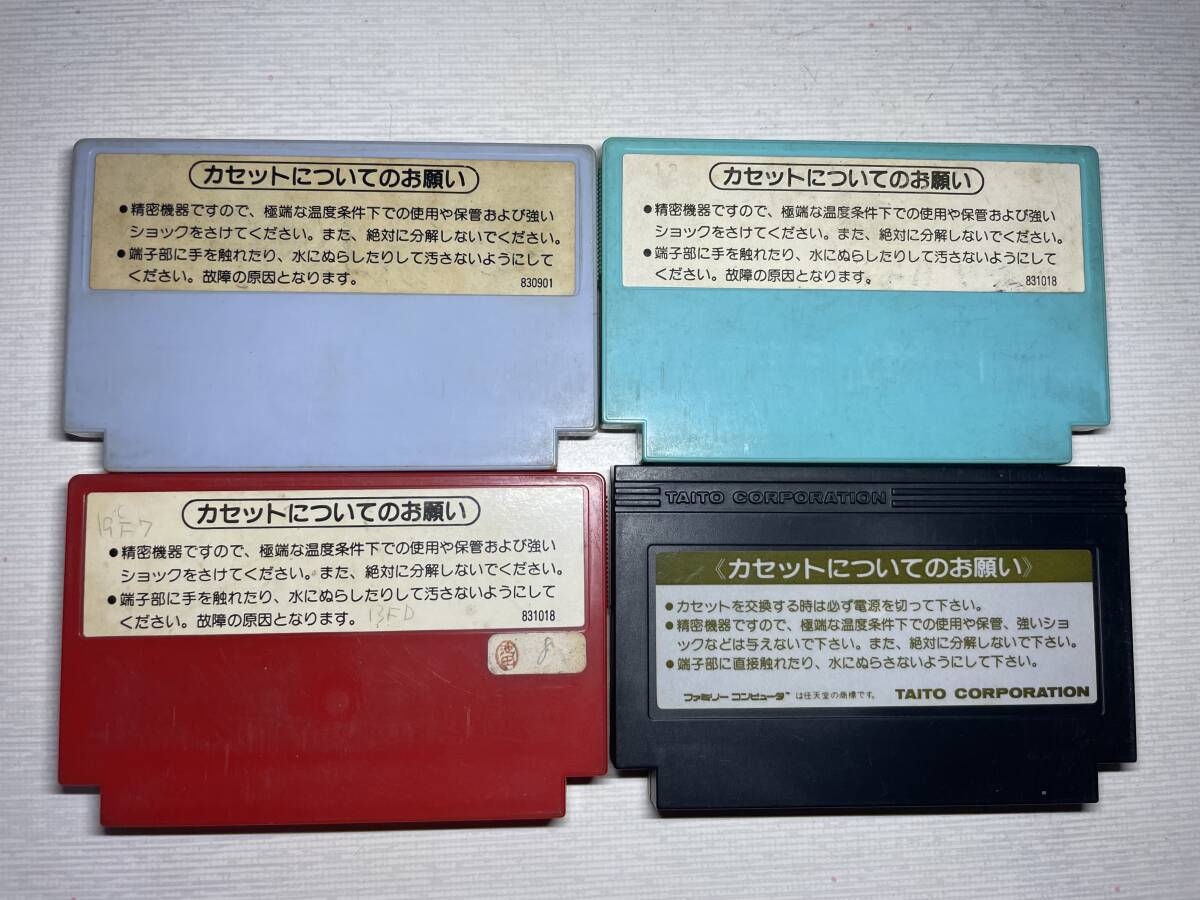 カセットについてのお願い
●精密機器ですので、極端な温度条件下での使用や保管および強い
ショックをさけてください。また、絶対に分解しないでください。
●端子部に手を触れたり、水にぬらしたりして汚さないようにして
ください。故障の原因となります。
830901
カセットについてのお願い
●精密機器ですので、極端な温度条件下での使用や保管および強い
ショックをさけてください。また、絶対に分解しないでください。
●端子部に手を触れたり、水にぬらしたりして汚さないようにして
ください。故障の原因となります。
831018
カセットについてのお願い
●精密機器ですので、極端な温度条件下での使用や保管および強い
ショックをさけてください。また、絶対に分解しないでください。
●端子部に手を触れたり、水にぬらしたりして汚さないようにして
ください。故障の原因となります。 13FD
831018
8
TAITO CORPORATION
《カセットについてのお願い》
●カセットを交換する時は必ず電源を切って下さい。
●精密機器ですので、極端な温度条件下での使用や保管、強いショ
ックなどは与えないで下さい。また、絶対に分解しないで下さい。
●端子部に直接触れたり、水にぬらさないようにして下さい。
ファミリーコンピュータ™は任天堂の商標です。 TAITO CORPORATION